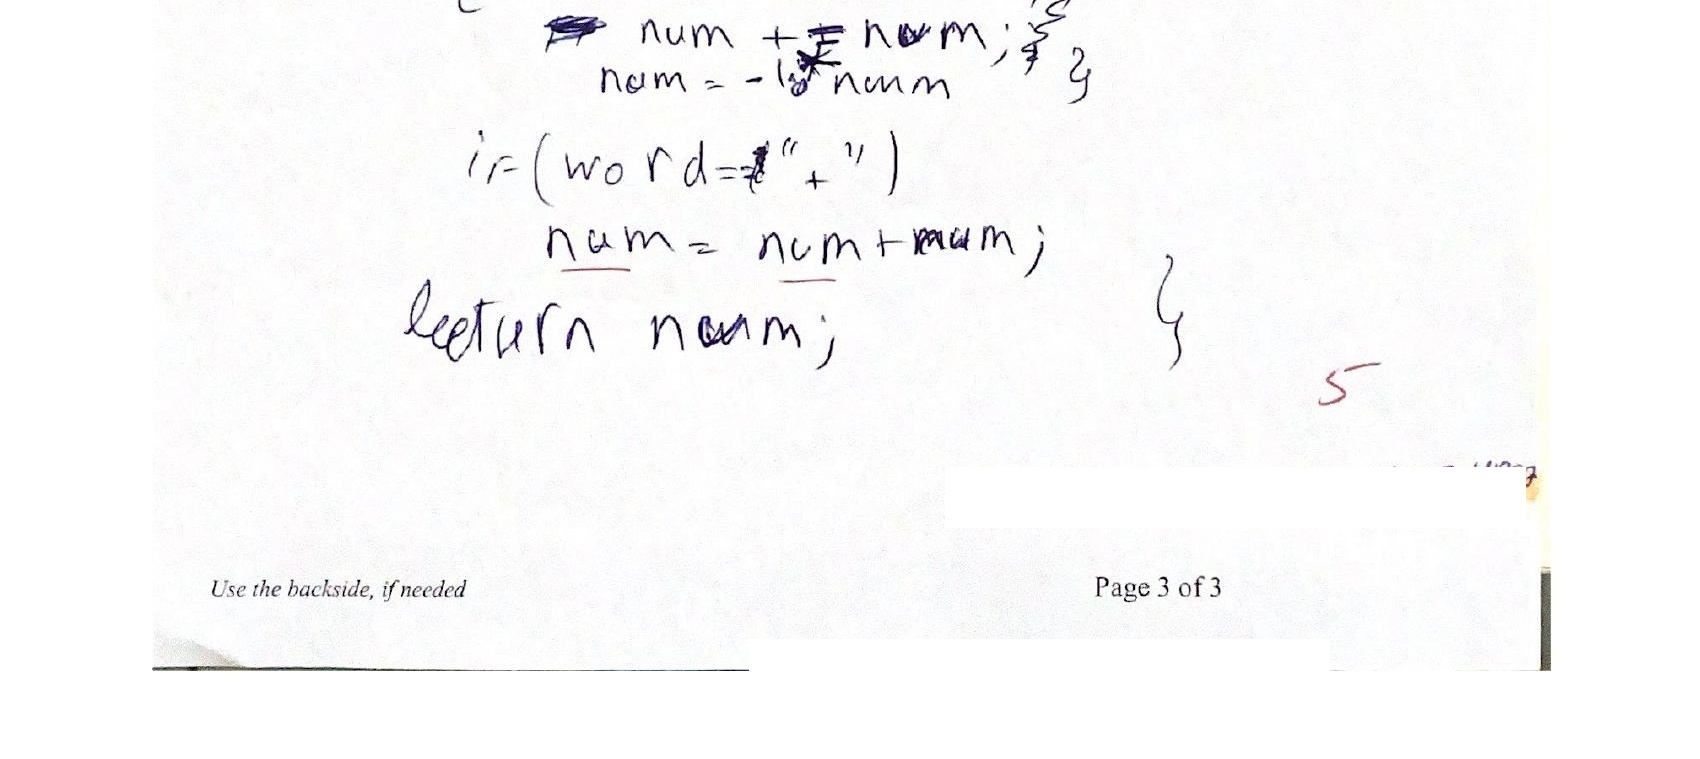 num += num; }
num = -1 * num }
if (word == "+")
num = num + num;
return num; }
5
Use the backside, if needed
Page 3 of 3